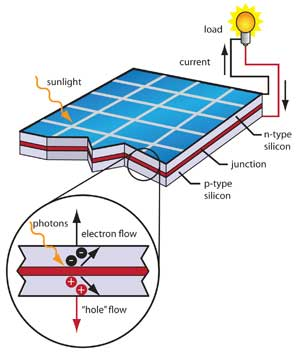 load
current
sunlight
n-type
silicon
junction
p-type
silicon
photons
electron flow
"hole" flow